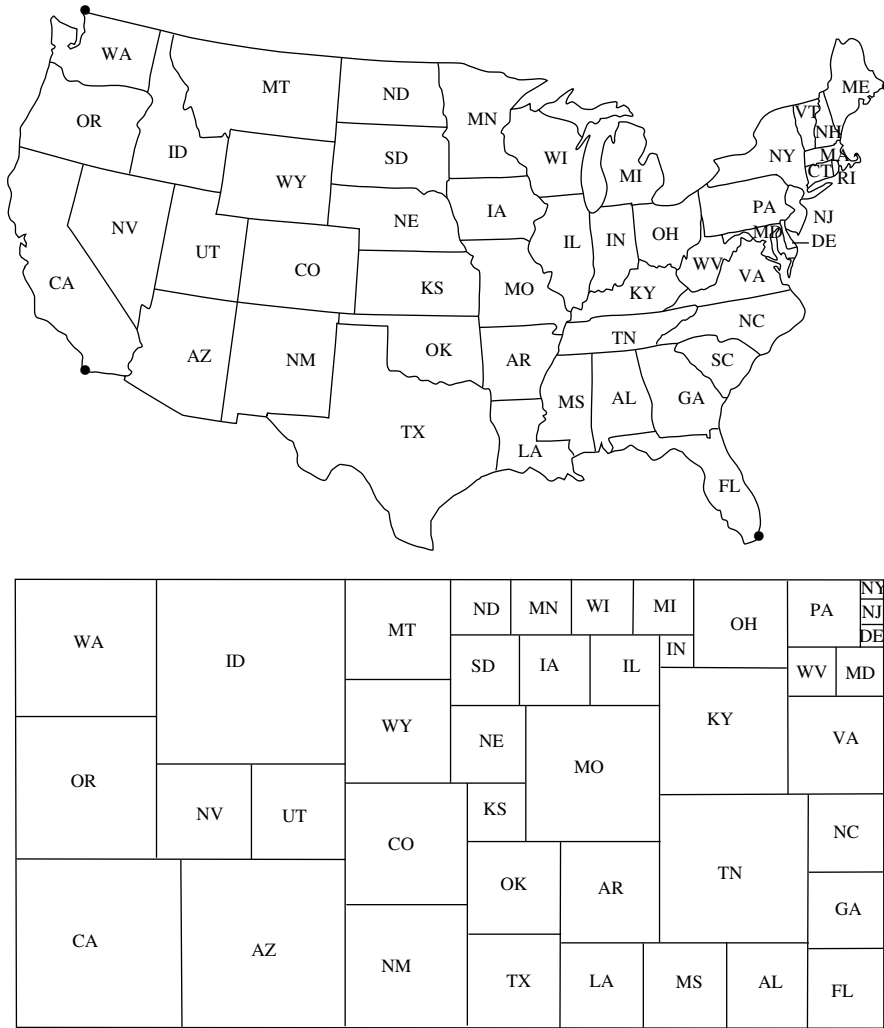 ME
WA
VT
MT
ND
MN
OR
NH
ID
SD
WI
NY
MA
MI
CT
RI
WY
PA
IA
NE
NJ
NV
MD
OH
DE
UT
IL
IN
WV
CO
VA
CA
KS
MO
KY
NC
TN
AZ
NM
OK
AR
SC
MS
AL
GA
TX
LA
FL
NY
ND
MN
WI
MI
PA
NJ
OH
MT
DE
WA
IN
ID
SD
IA
IL
WV
MD
KY
WY
NE
VA
MO
OR
KS
NV
UT
NC
CO
TN
OK
AR
GA
CA
AZ
NM
TX
LA
MS
AL
FL